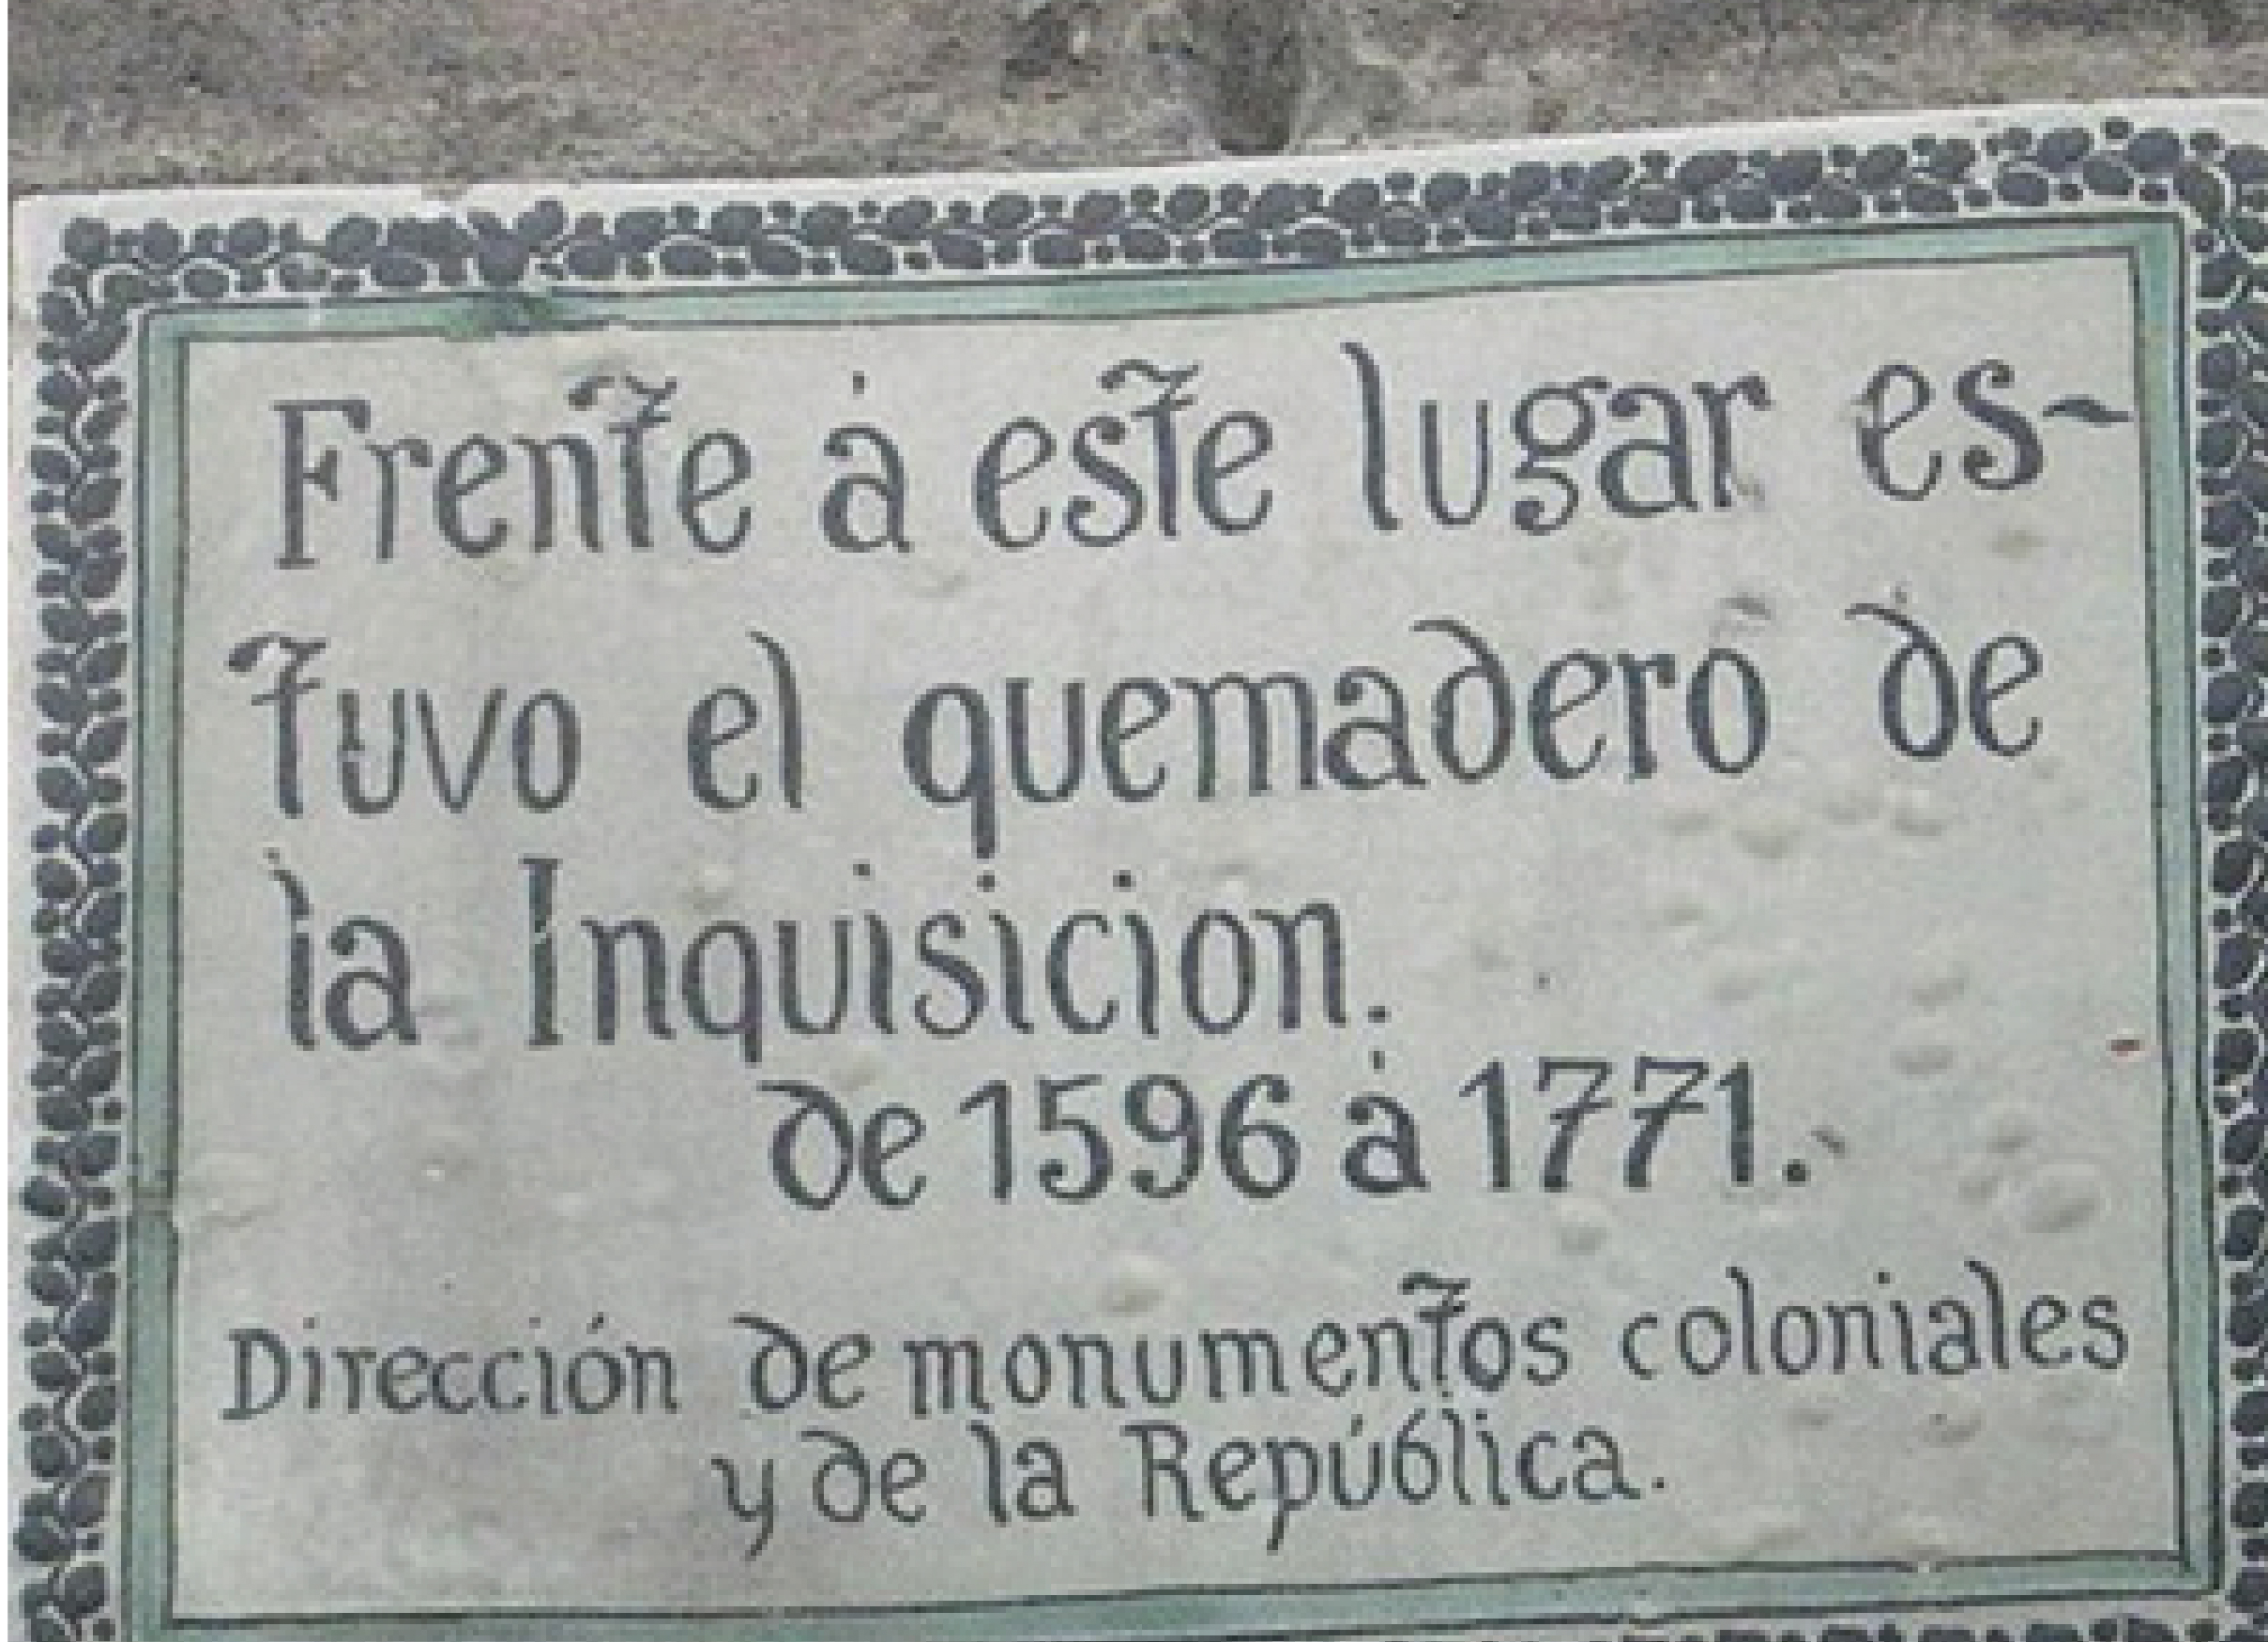 Frente á este lugar es-
tuvo el quemadero de
la Inquisicion.
de 1596 á 1771.
Dirección de monumentos coloniales
y de la República.